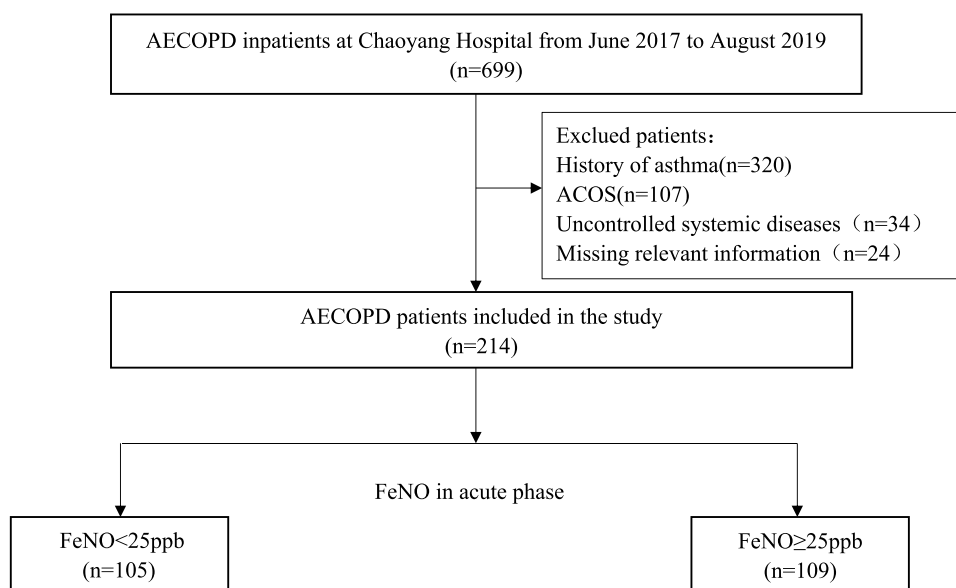 AECOPD inpatients at Chaoyang Hospital from June 2017 to August 2019
(n=699)
Exclued patients：
History of asthma(n=320)
ACOS(n=107)
Uncontrolled systemic diseases（n=34）
Missing relevant information（n=24）
AECOPD patients included in the study
(n=214)
FeNO in acute phase
FeNO<25ppb
(n=105)
FeNO≥25ppb
(n=109)